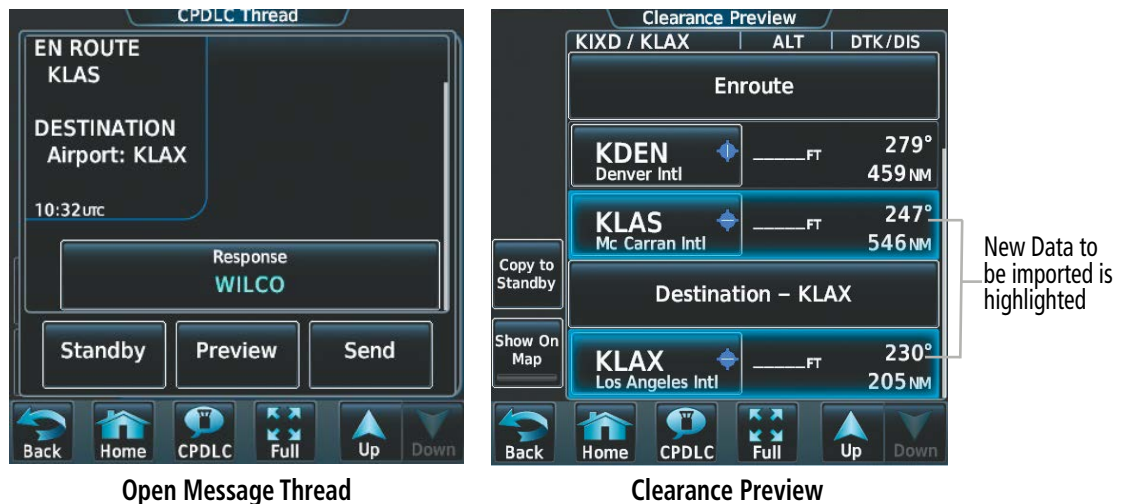 CPDLC Thread
EN ROUTE
KLAS
DESTINATION
Airport: KLAX
10:32UTC
Response
WILCO
Standby
Preview
Send
Back
Home
CPDLC
Full
Up
Down
Open Message Thread
Clearance Preview
KIXD / KLAX ALT DTK/DIS
Enroute
KDEN
Denver Intl
_____FT
279°
459NM
KLAS
Mc Carran Intl
_____FT
247°
546NM
Copy to
Standby
Destination – KLAX
Show On
Map
KLAX
Los Angeles Intl
_____FT
230°
205NM
Back
Home
CPDLC
Full
Up
Down
Clearance Preview
New Data to
be imported is
highlighted